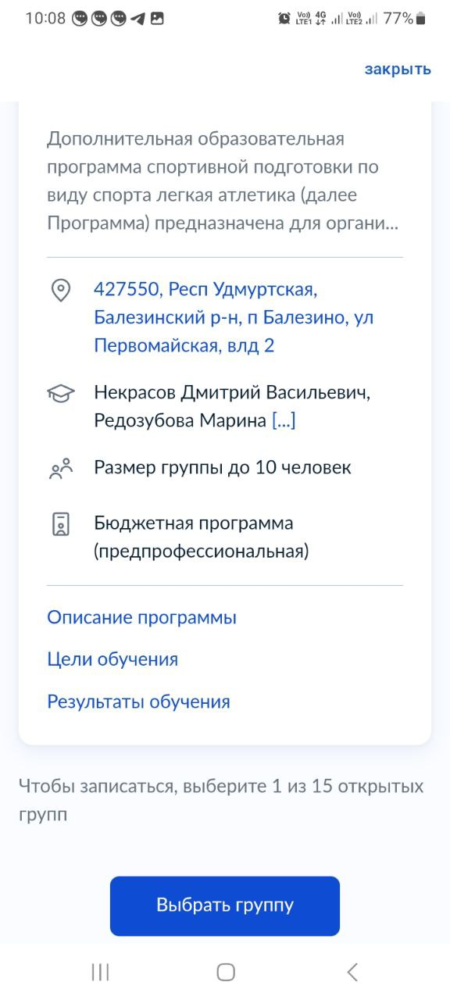 10:08 Vo)) LTE1 4G Vo)) LTE2 77%
закрыть
Дополнительная образовательная
программа спортивной подготовки по
виду спорта легкая атлетика (далее
Программа) предназначена для органи...
427550, Респ Удмуртская,
Балезинский р-н, п Балезино, ул
Первомайская, влд 2
Некрасов Дмитрий Васильевич,
Редозубова Марина [...]
Размер группы до 10 человек
Бюджетная программа
(предпрофессиональная)
Описание программы
Цели обучения
Результаты обучения
Чтобы записаться, выберите 1 из 15 открытых
групп
Выбрать группу